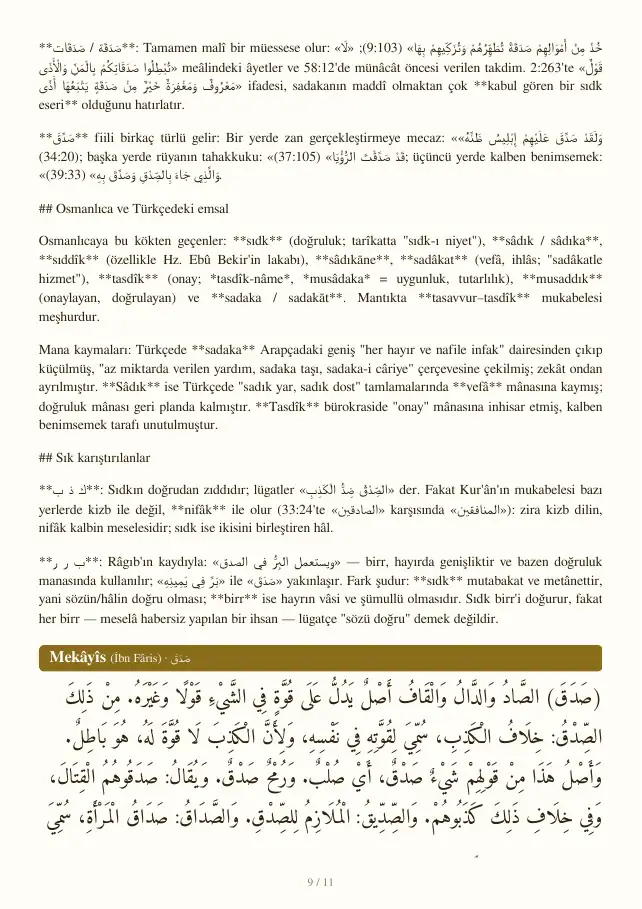 **صَدَقَة / صَدَقَات**: Tamamen malî bir müessese olur: «خُذْ مِنْ أَمْوَالِهِمْ صَدَقَةً تُطَهِّرُهُمْ وَتُزَكِّيهِمْ بِهَا» (9:103); «لَا
تُبْطِلُوا صَدَقَاتِكُمْ بِالْمَنِّ وَالْأَذَى» meâlindeki âyetler ve 58:12'de münâcât öncesi verilen takdim. 2:263'te «قَوْلٌ
مَعْرُوفٌ وَمَغْفِرَةٌ خَيْرٌ مِنْ صَدَقَةٍ يَتْبَعُهَا أَذًى» ifadesi, sadakanın maddî olmaktan çok **kabul gören bir sıdk
eseri** olduğunu hatırlatır.
**صَدَّقَ** fiili birkaç türlü gelir: Bir yerde zan gerçekleştirmeye mecaz: «وَلَقَدْ صَدَّقَ عَلَيْهِمْ إِبْلِيسُ ظَنَّهُ»
(34:20); başka yerde rüyanın tahakkuku: «قَدْ صَدَّقْتَ الرُّؤْيَا» (37:105); üçüncü yerde kalben benimsemek:
«وَالَّذِي جَاءَ بِالصِّدْقِ وَصَدَّقَ بِهِ» (39:33).
## Osmanlıca ve Türkçedeki emsal
Osmanlıcaya bu kökten geçenler: **sıdk** (doğruluk; tarîkatta "sıdk-ı niyet"), **sâdık / sâdıka**,
**sıddîk** (özellikle Hz. Ebû Bekir'in lakabı), **sâdıkāne**, **sadâkat** (vefâ, ihlâs; "sadâkatle
hizmet"), **tasdîk** (onay; *tasdîk-nâme*, *musâdaka* = uygunluk, tutarlılık), **musaddık**
(onaylayan, doğrulayan) ve **sadaka / sadakāt**. Mantıkta **tasavvur–tasdîk** mukabelesi
meşhurdur.
Mana kaymaları: Türkçede **sadaka** Arapçadaki geniş "her hayır ve nafile infak" dairesinden çıkıp
küçülmüş, "az miktarda verilen yardım, sadaka taşı, sadaka-i câriye" çerçevesine çekilmiş; zekât ondan
ayrılmıştır. **Sâdık** ise Türkçede "sadık yar, sadık dost" tamlamalarında **vefâ** mânasına kaymış;
doğruluk mânası geri planda kalmıştır. **Tasdîk** bürokraside "onay" mânasına inhisar etmiş, kalben
benimsemek tarafı unutulmuştur.
## Sık karıştırılanlar
**ك ذ ب**: Sıdkın doğrudan zıddıdır; lügatler «الصِّدْقُ ضِدُّ الْكَذِبِ» der. Fakat Kur'ân'ın mukabelesi bazı
yerlerde kizb ile değil, **nifâk** ile olur (33:24'te «الصادقين» karşısında «المنافقين»): zira kizb dilin,
nifâk kalbin meselesidir; sıdk ise ikisini birleştiren hâl.
**ب ر ر**: Râgıb'ın kaydıyla: «ويستعمل البِرُّ في الصدق» — birr, hayırda genişliktir ve bazen doğruluk
manasında kullanılır; «بَرَّ فِي يَمِينِهِ» ile «صَدَقَ» yakınlaşır. Fark şudur: **sıdk** mutabakat ve metânettir,
yani sözün/hâlin doğru olması; **birr** ise hayrın vâsi ve şümullü olmasıdır. Sıdk birr'i doğurur, fakat
her birr — meselâ habersiz yapılan bir ihsan — lügatçe "sözü doğru" demek değildir.
Mekâyîs (İbn Fâris) · صَدَقَ
(صَدَقَ) الصَّادُ وَالدَّالُ وَالْقَافُ أَصْلٌ يَدُلُّ عَلَى قُوَّةٍ فِي الشَّيْءِ قَوْلًا وَغَيْرَهُ. مِنْ ذَلِكَ
الصِّدْقُ: خِلَافُ الْكَذِبِ، سُمِّيَ لِقُوَّتِهِ فِي نَفْسِهِ، وَلِأَنَّ الْكَذِبَ لَا قُوَّةَ لَهُ، هُوَ بَاطِلٌ.
وَأَصْلُ هَذَا مِنْ قَوْلِهِمْ شَيْءٌ صَدْقٌ، أَيْ صُلْبٌ. وَرُمْحٌ صَدْقٌ. وَيُقَالُ: صَدَقُوهُمُ الْقِتَالَ،
وَفِي خِلَافِ ذَلِكَ كَذَبُوهُمْ. وَالصِّدِّيقُ: الْمُلَازِمُ لِلصِّدْقِ. وَالصَّدَاقُ: صَدَاقُ الْمَرْأَةِ، سُمِّيَ
9 / 11